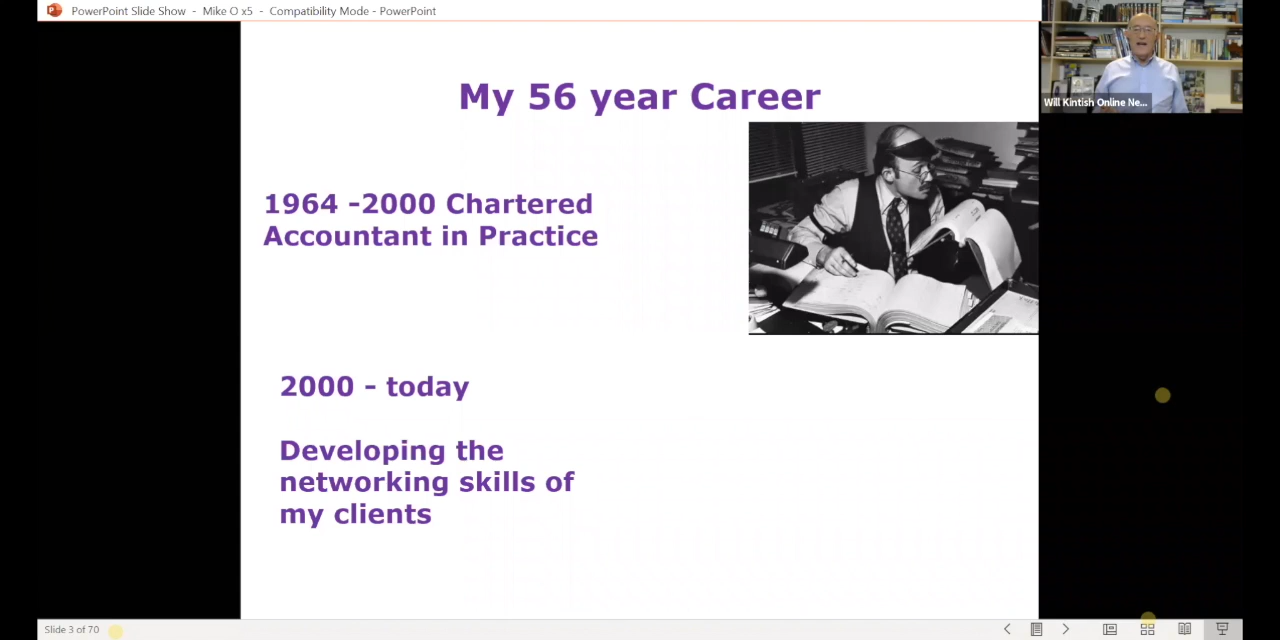 PowerPoint Slide Show - Mike O x5 - Compatibility Mode - PowerPoint
Will Kintish Online Ne...
My 56 year Career
1964 -2000 Chartered
Accountant in Practice
2000 - today
Developing the
networking skills of
my clients
Slide 3 of 70